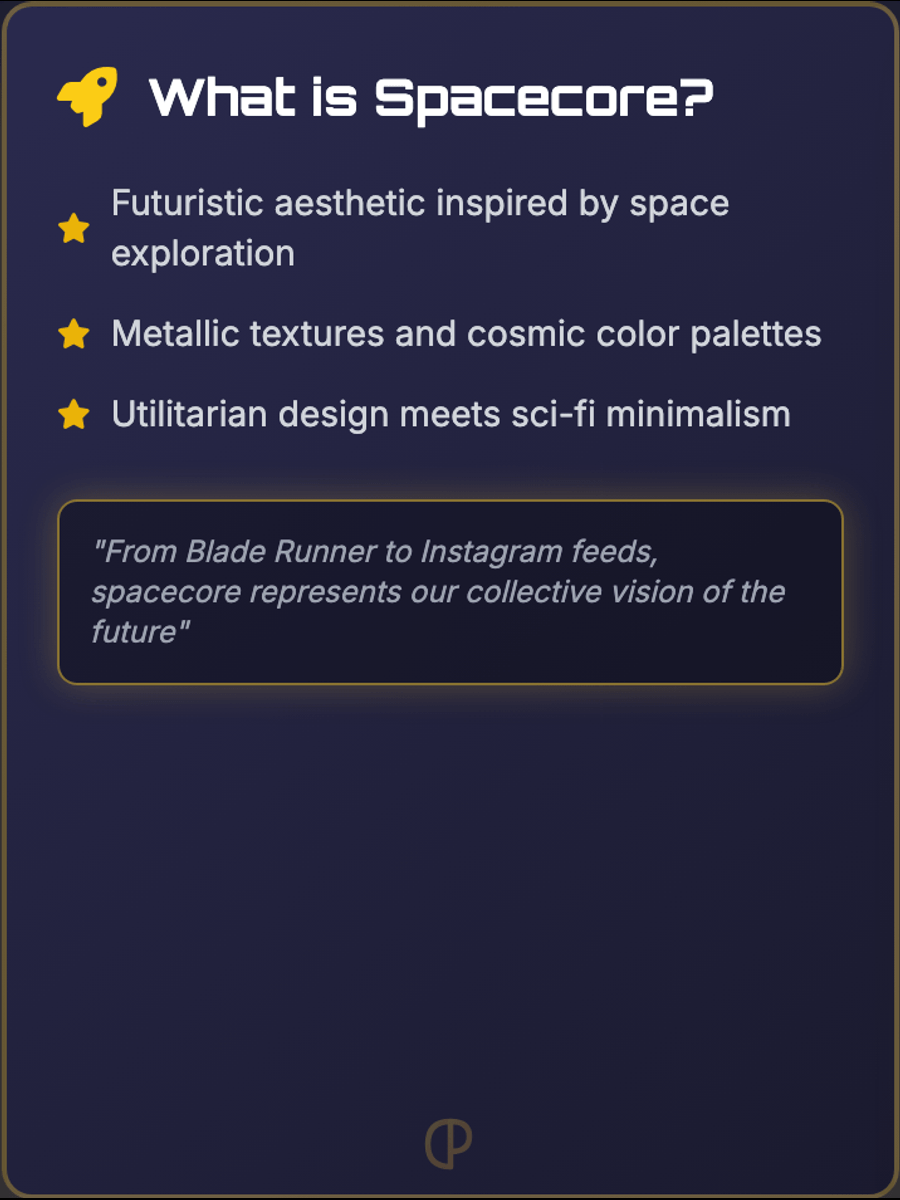 What is Spacecore?
Futuristic aesthetic inspired by space
exploration
Metallic textures and cosmic color palettes
Utilitarian design meets sci-fi minimalism
"From Blade Runner to Instagram feeds,
spacecore represents our collective vision of the
future"